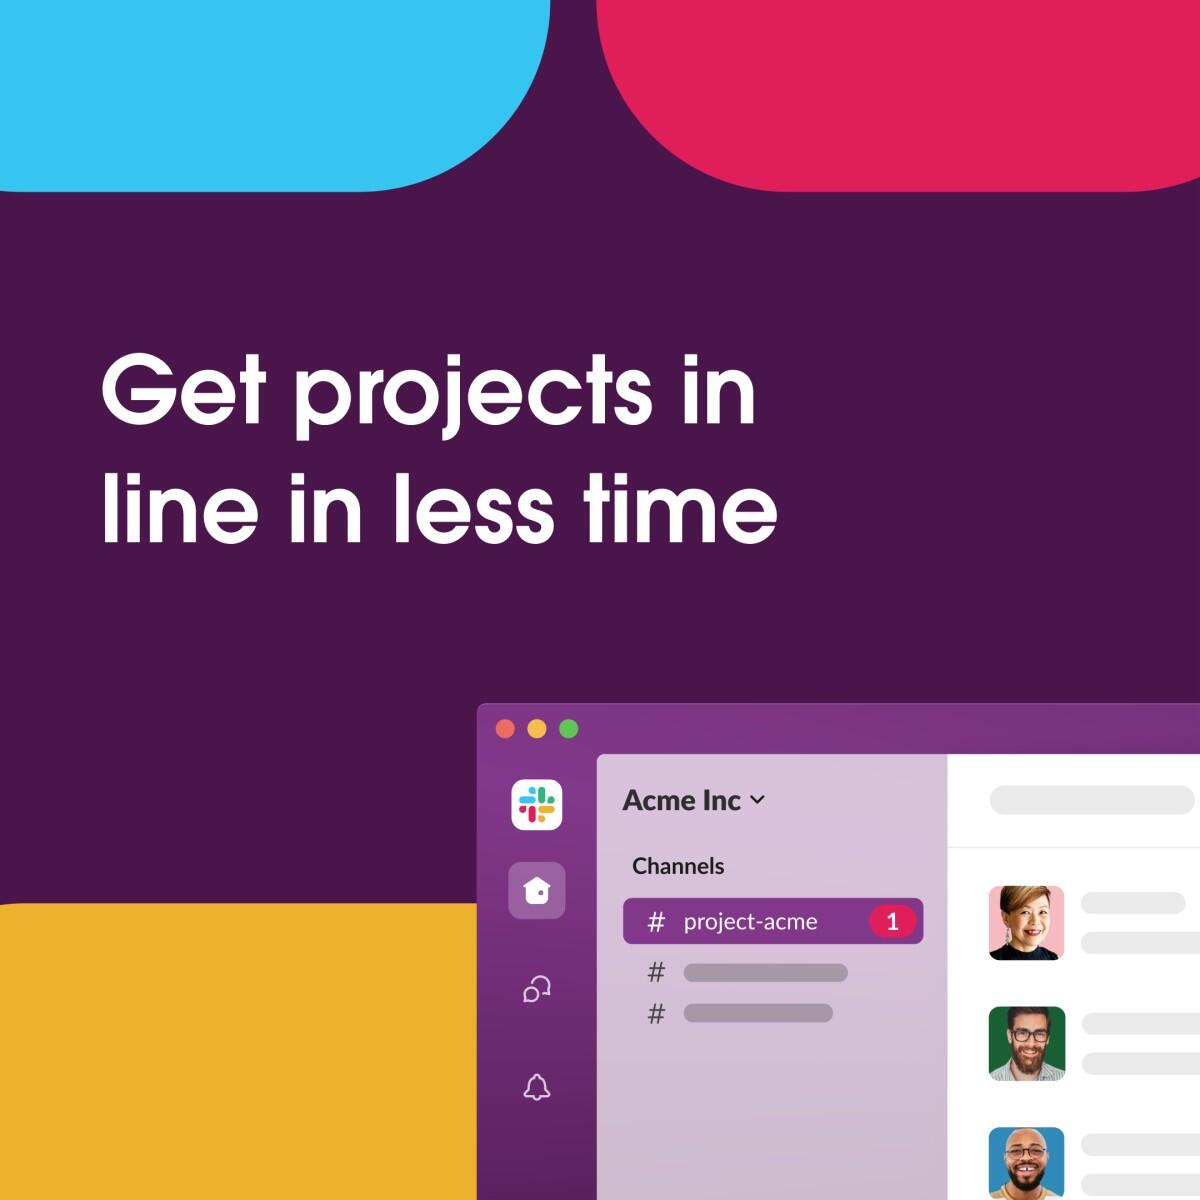 Get projects in
line in less time
Acme Inc
Channels
# project-acme 1
#
#